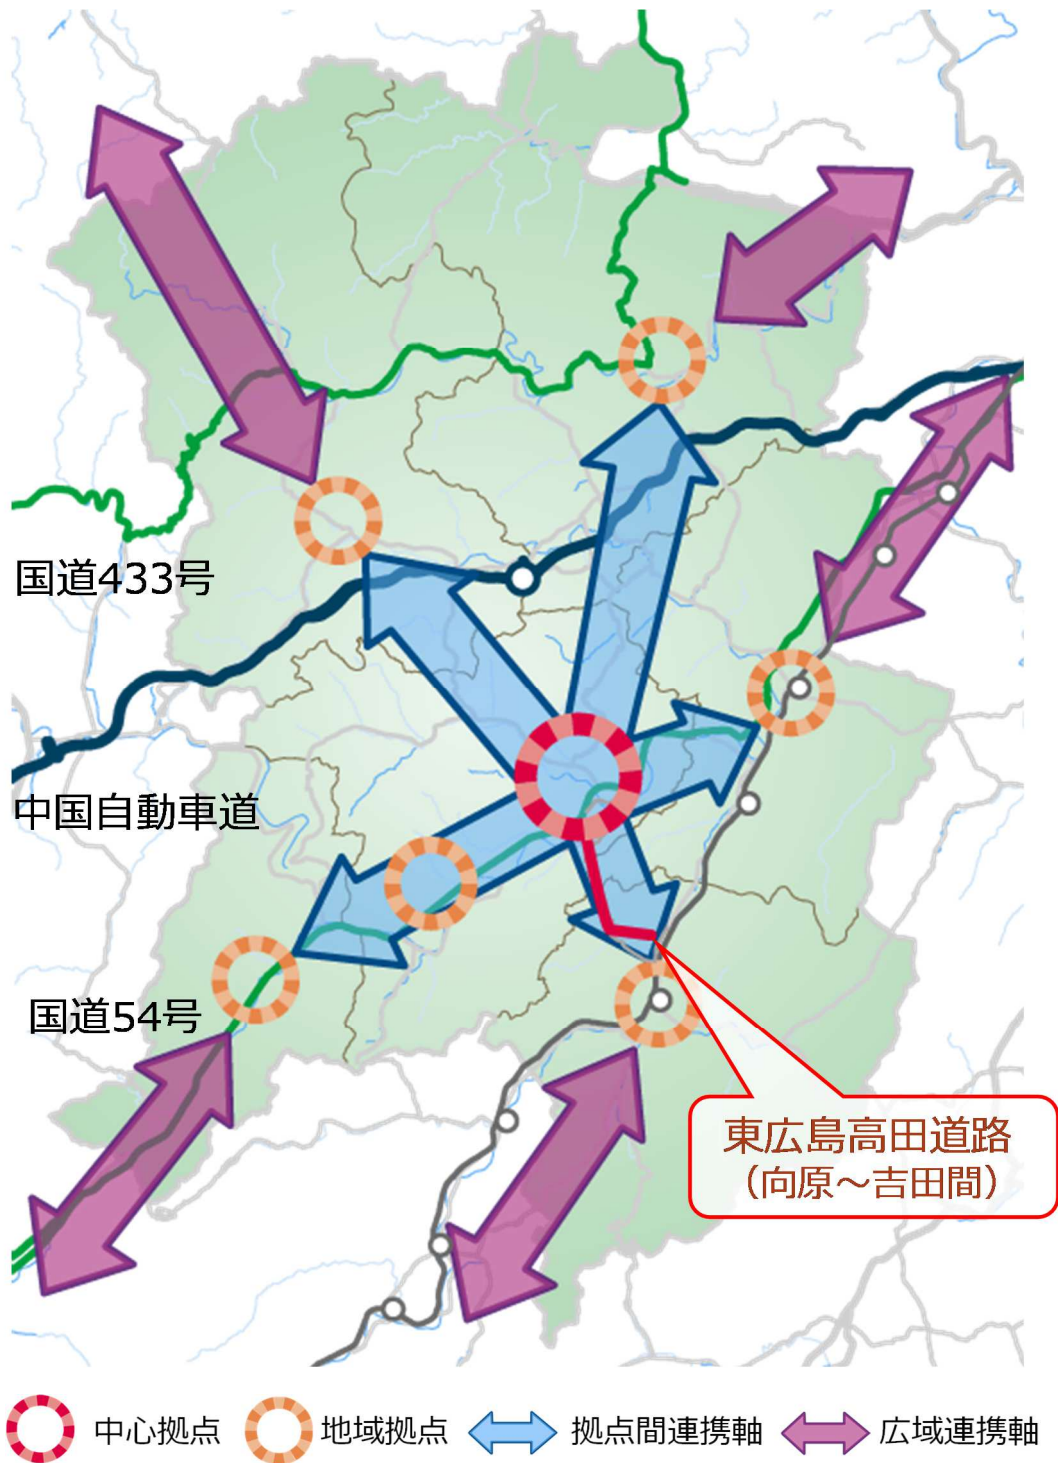 国道433号
中国自動車道
国道54号
東広島高田道路
（向原～吉田間）
中心拠点
地域拠点
拠点間連携軸
広域連携軸